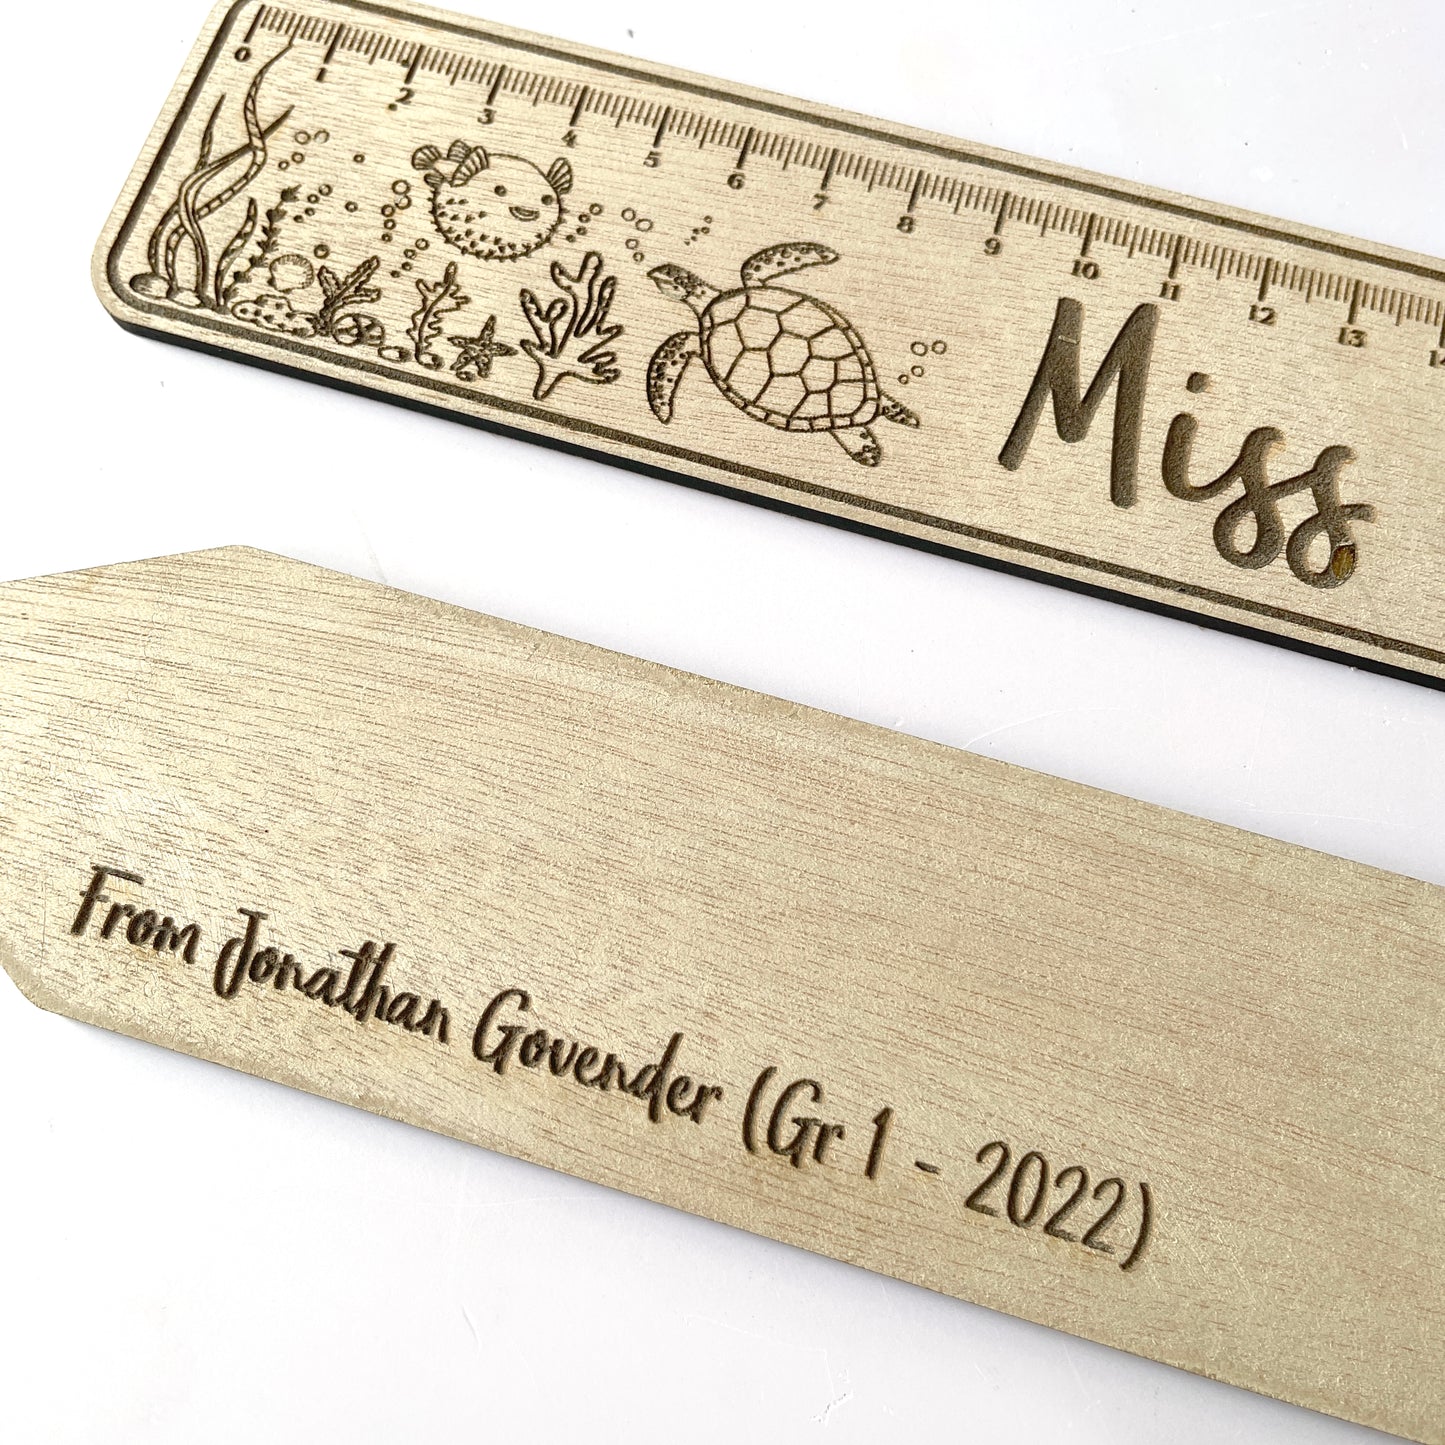 0 1 2 3 4 5 6 7 8 9 10 11 12 13
Miss
From Jonathan Govender (Gr 1 - 2022)